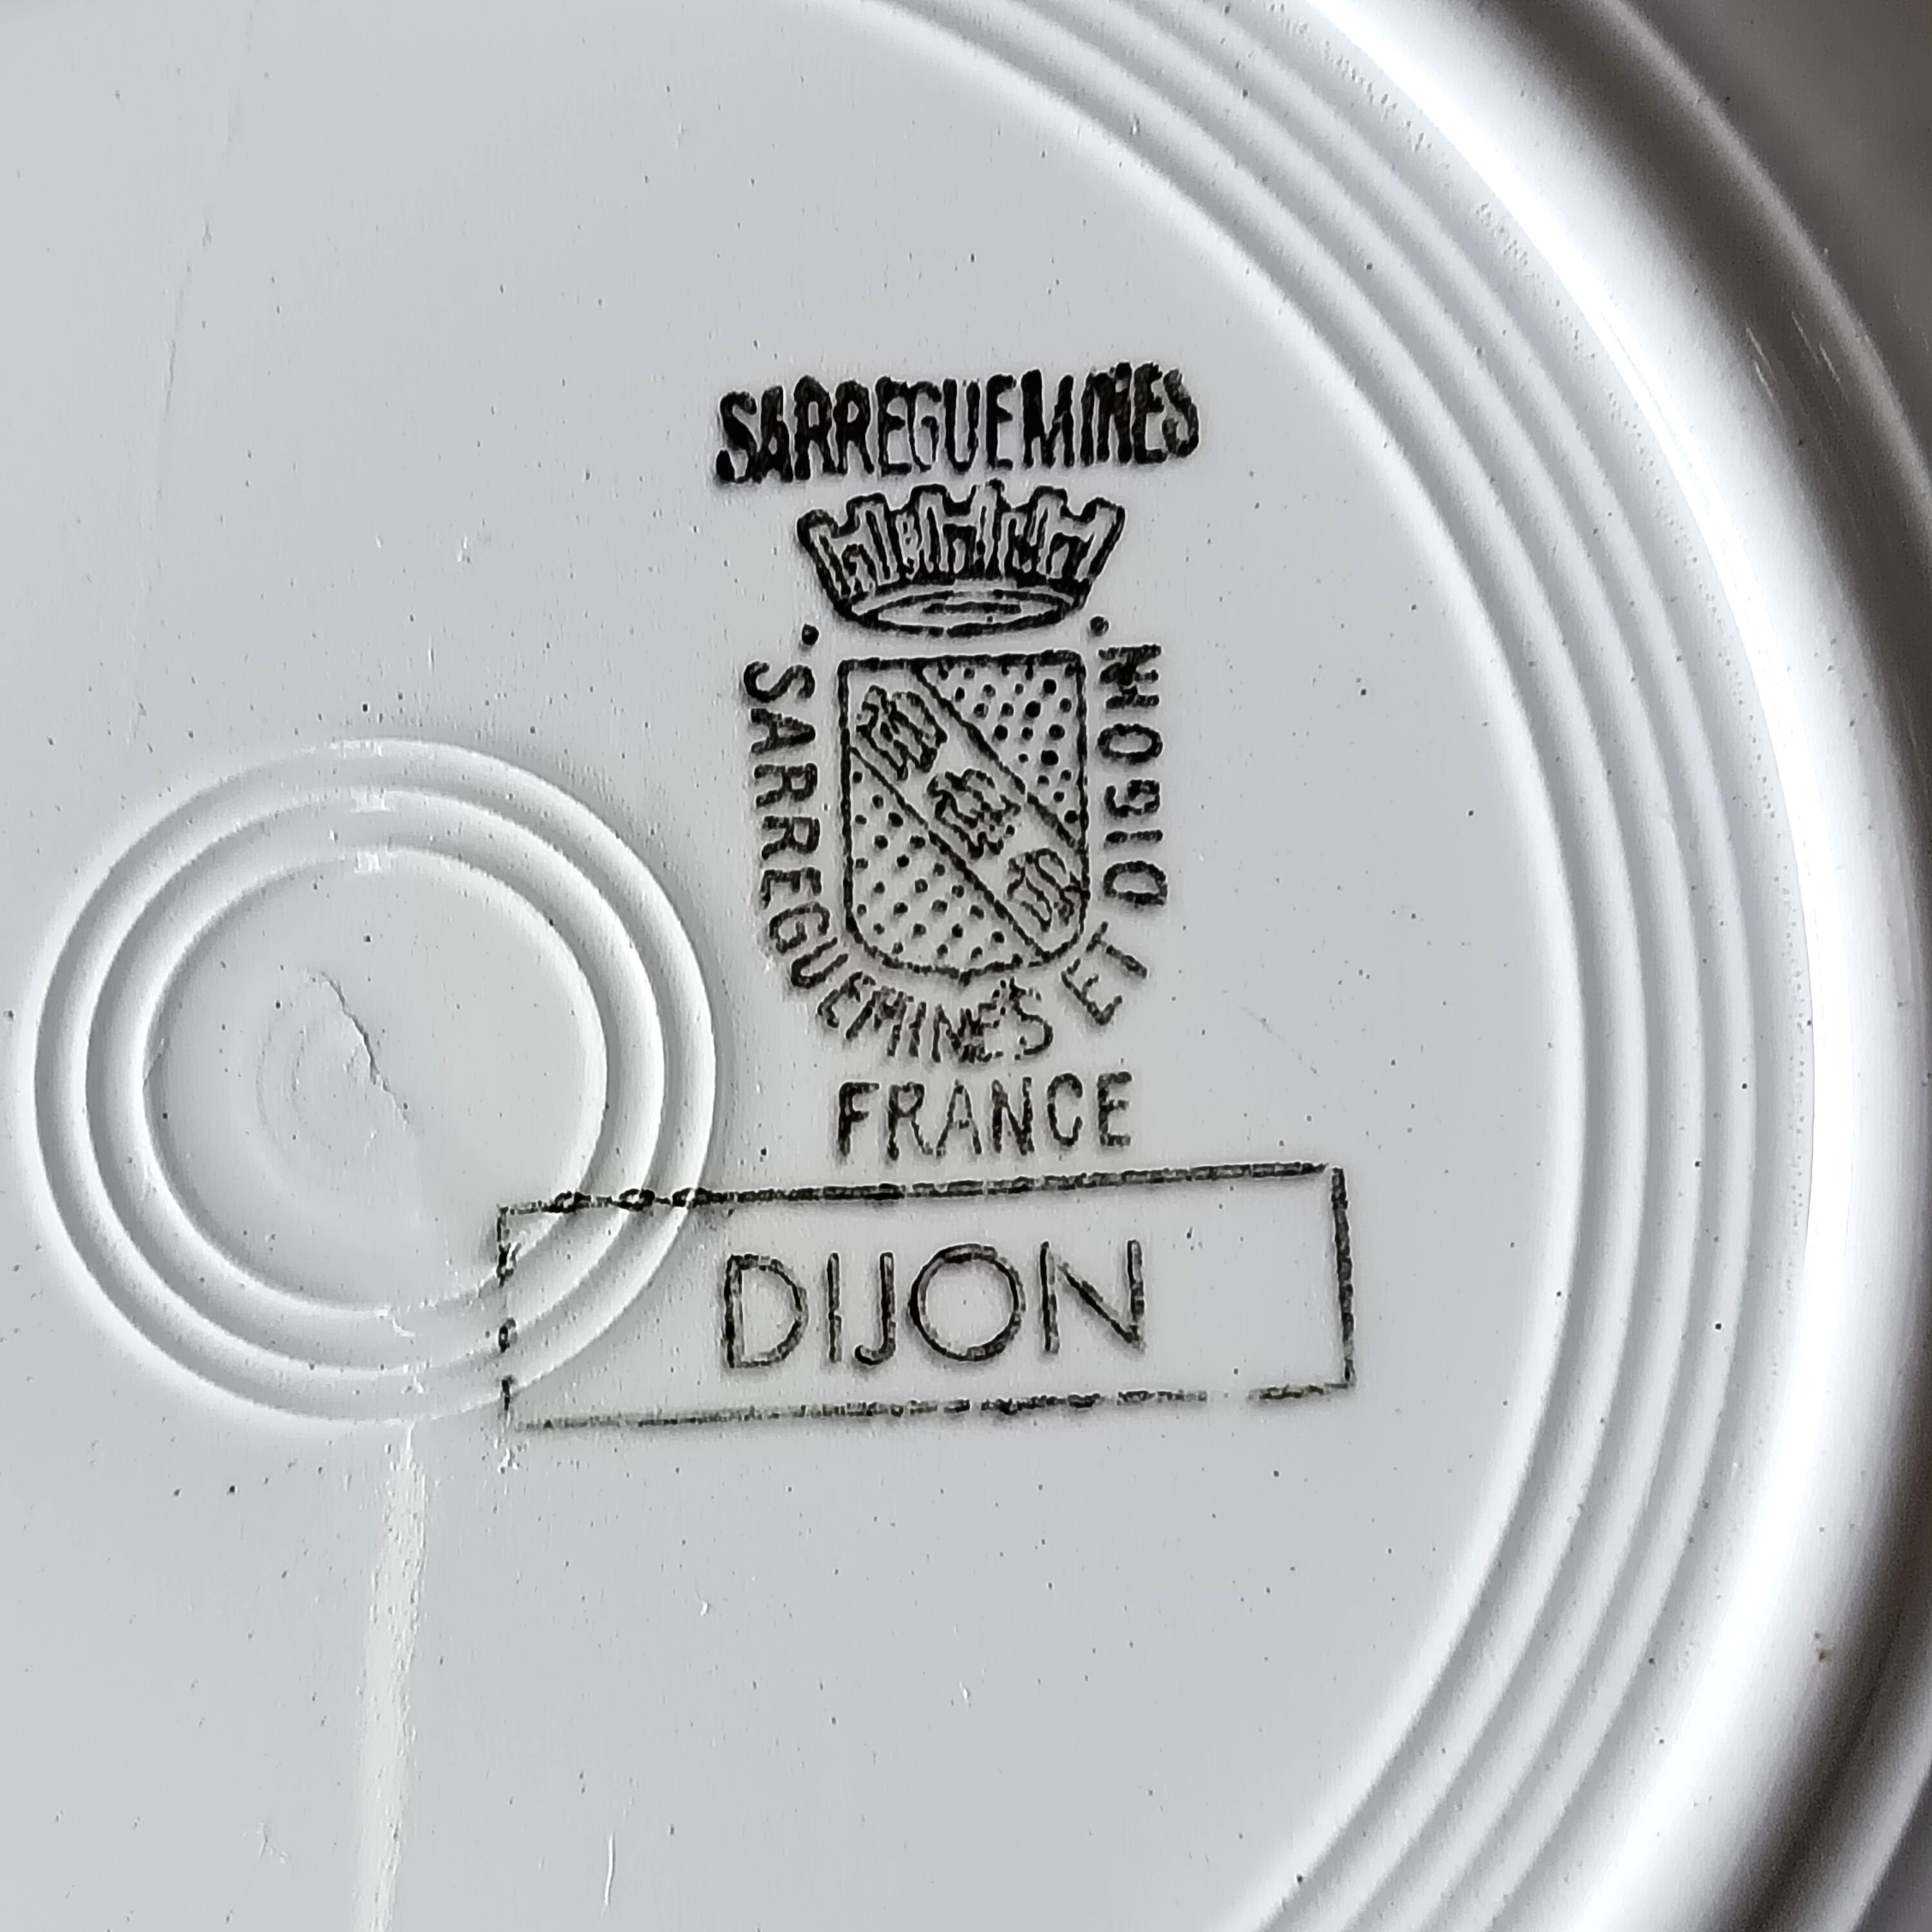 SARREGUEMINES
SARREGUEMINES ET DIGOIN
FRANCE
DIJON